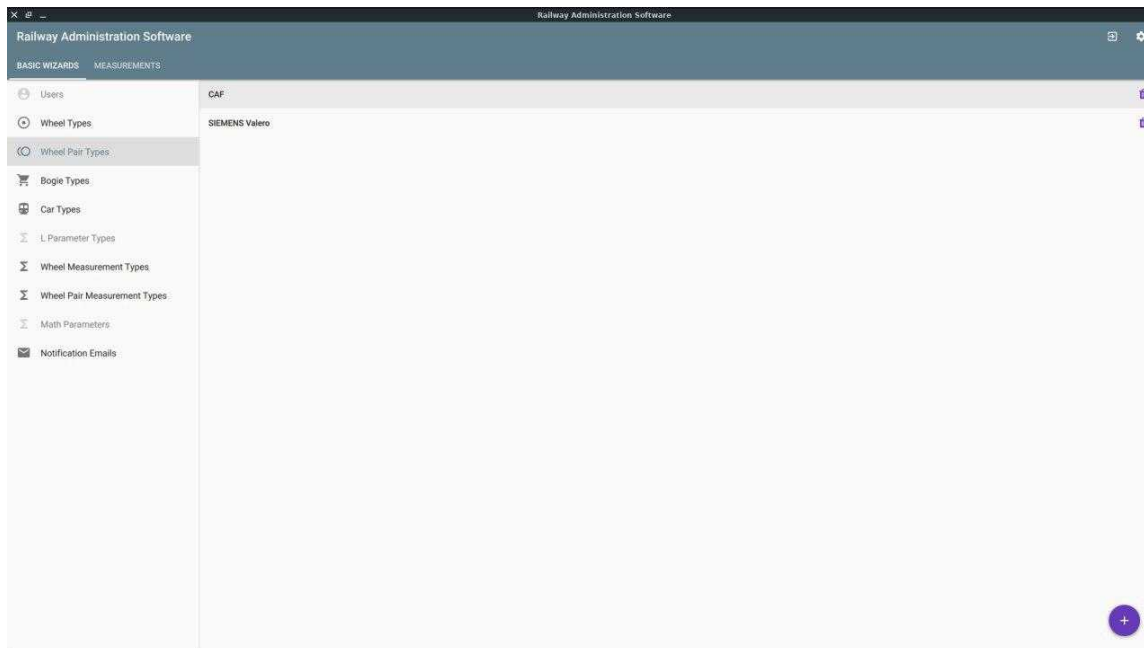 Railway Administration Software
Railway Administration Software
BASIC WIZARDS MEASUREMENTS
Users
CAF
Wheel Types
SIEMENS Valero
Wheel Pair Types
Bogie Types
Car Types
L Parameter Types
Wheel Measurement Types
Wheel Pair Measurement Types
Math Parameters
Notification Emails